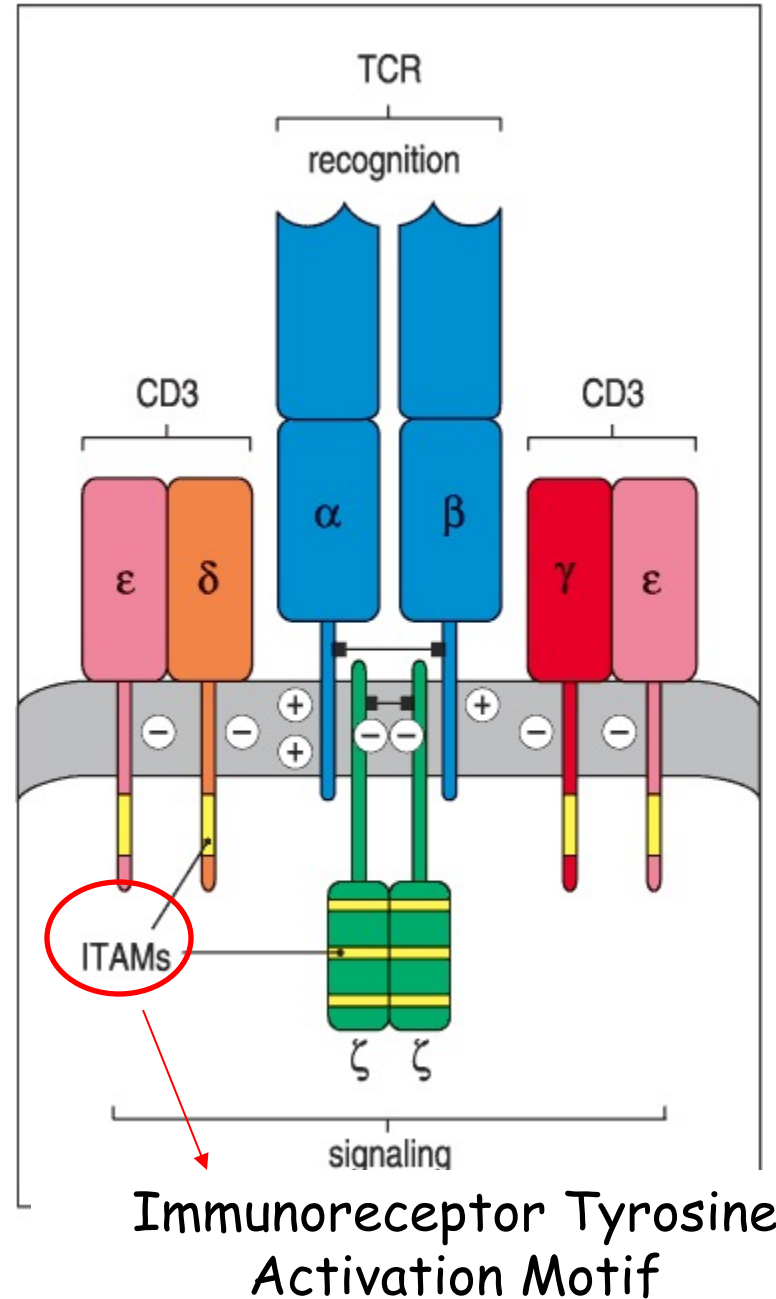 TCR
recognition
CD3
CD3
α
β
ε
δ
γ
ε
+
+
−
−
+
−
−
−
−
ITAMs
ζ
ζ
signaling
Immunoreceptor Tyrosine
Activation Motif